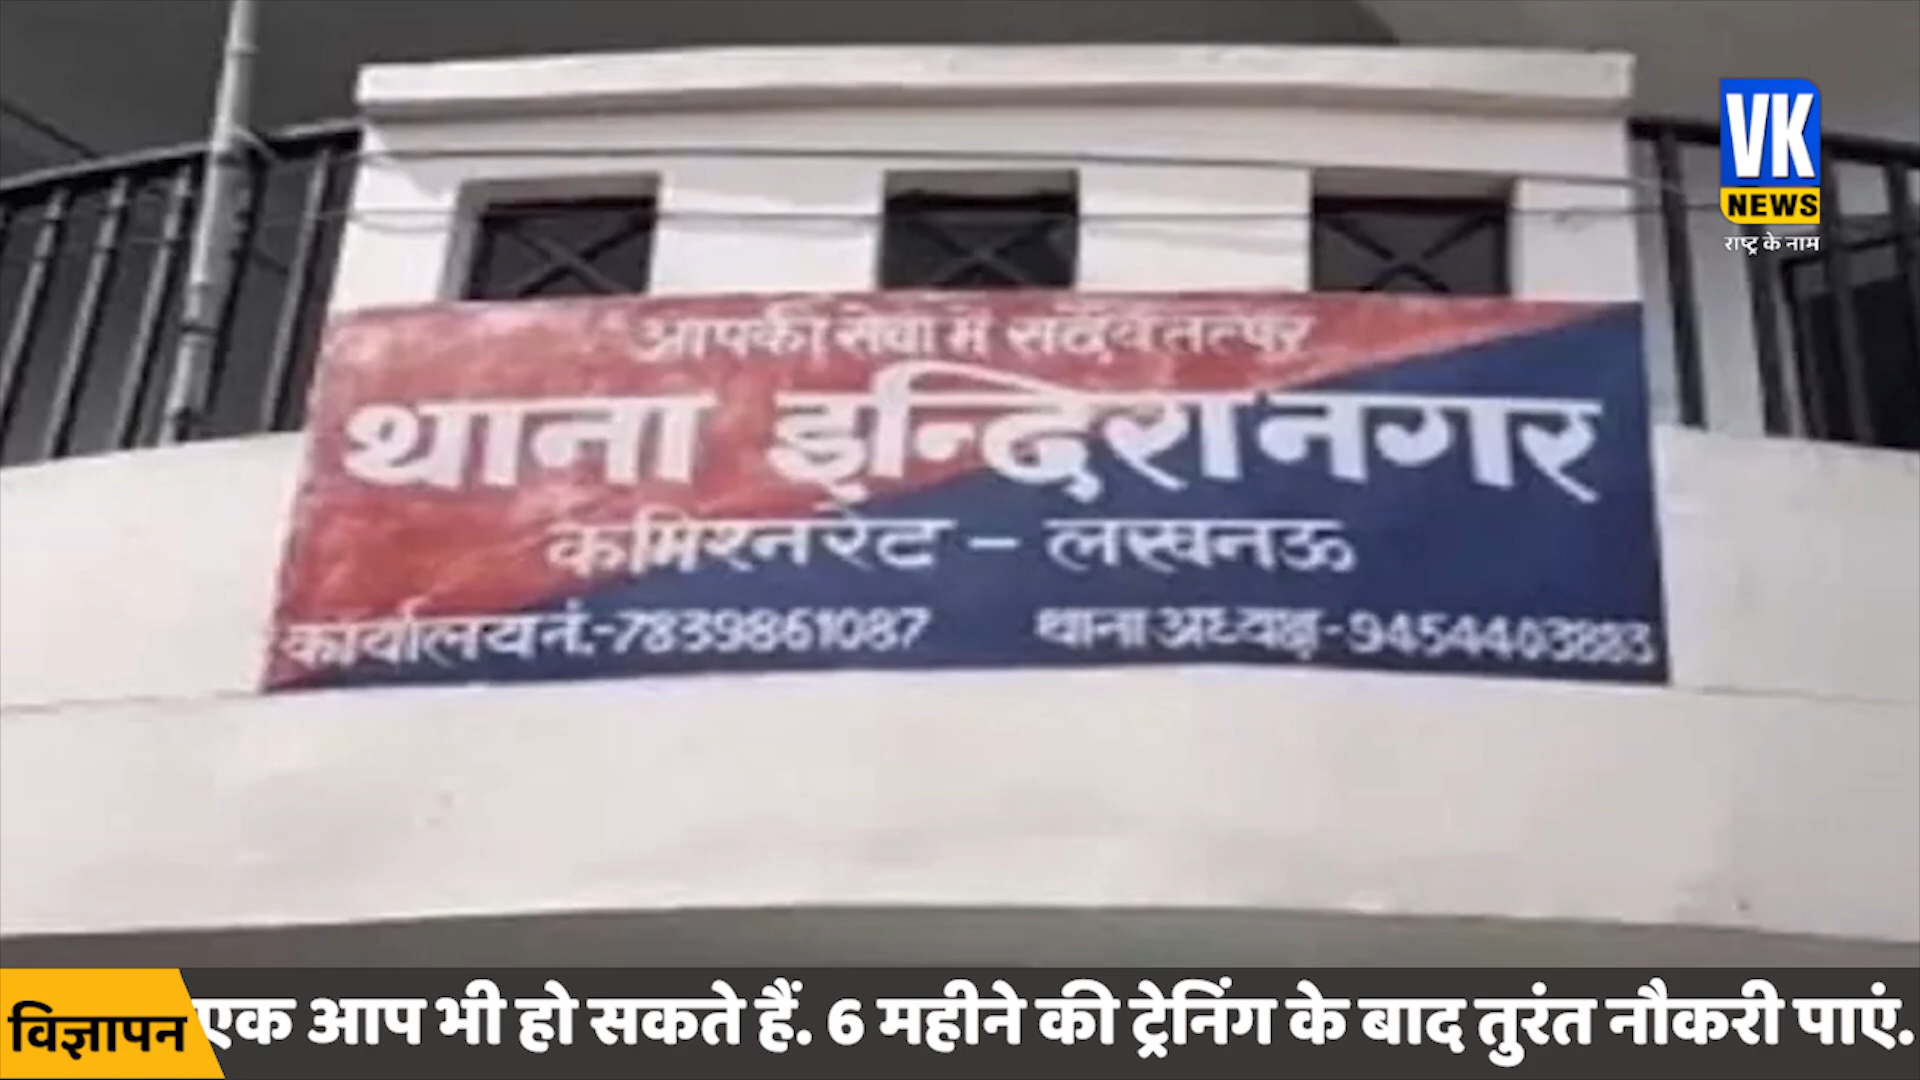 VK
NEWS
राष्ट्र के नाम
आपकी सेवा में सदैव तत्पर
थाना इन्दिरा नगर
कमिश्नरेट – लखनऊ
कार्यालय नं.-7839861087 थाना अध्यक्ष-9454403883
विज्ञापन एक आप भी हो सकते हैं. 6 महीने की ट्रेनिंग के बाद तुरंत नौकरी पाएं.